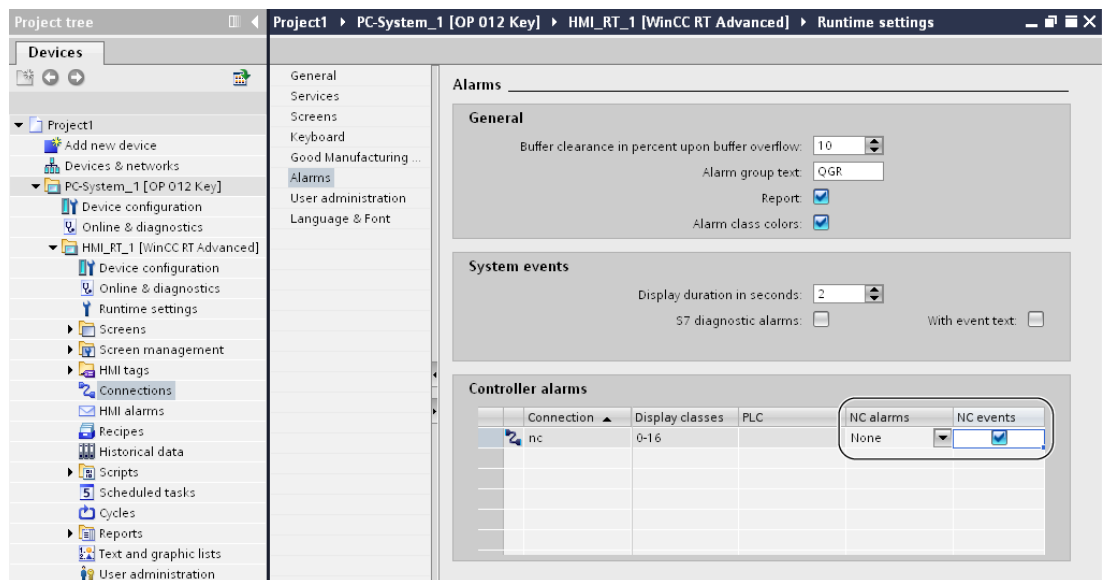 Project tree
Devices
Project1
Add new device
Devices & networks
PC-System_1 [OP 012 Key]
Device configuration
Online & diagnostics
HMI_RT_1 [WinCC RT Advanced]
Device configuration
Online & diagnostics
Runtime settings
Screens
Screen management
HMI tags
Connections
HMI alarms
Recipes
Historical data
Scripts
Scheduled tasks
Cycles
Reports
Text and graphic lists
User administration
Project1 PC-System_1 [OP 012 Key] HMI_RT_1 [WinCC RT Advanced] Runtime settings
General
Services
Screens
Keyboard
Good Manufacturing ...
Alarms
User administration
Language & Font
Alarms
General
Buffer clearance in percent upon buffer overflow: 10
Alarm group text: QGR
Report:
Alarm class colors:
System events
Display duration in seconds: 2
S7 diagnostic alarms: With event text:
Controller alarms
Connection Display classes PLC NC alarms NC events
nc 0-16 None